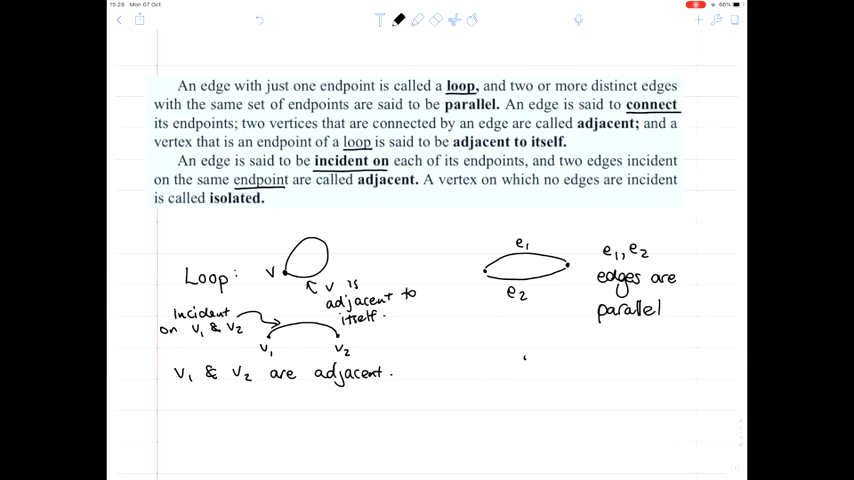 15.28 Mon 07 Oct
66%
An edge with just one endpoint is called a loop, and two or more distinct edges
with the same set of endpoints are said to be parallel. An edge is said to connect
its endpoints; two vertices that are connected by an edge are called adjacent; and a
vertex that is an endpoint of a loop is said to be adjacent to itself.
An edge is said to be incident on each of its endpoints, and two edges incident
on the same endpoint are called adjacent. A vertex on which no edges are incident
is called isolated.
Loop:
v
v is
adjacent to
itself.
Incident
on v₁ & v₂
v₁
v₂
v₁ & v₂ are adjacent.
e₁
e₂
e₁, e₂
edges are
parallel